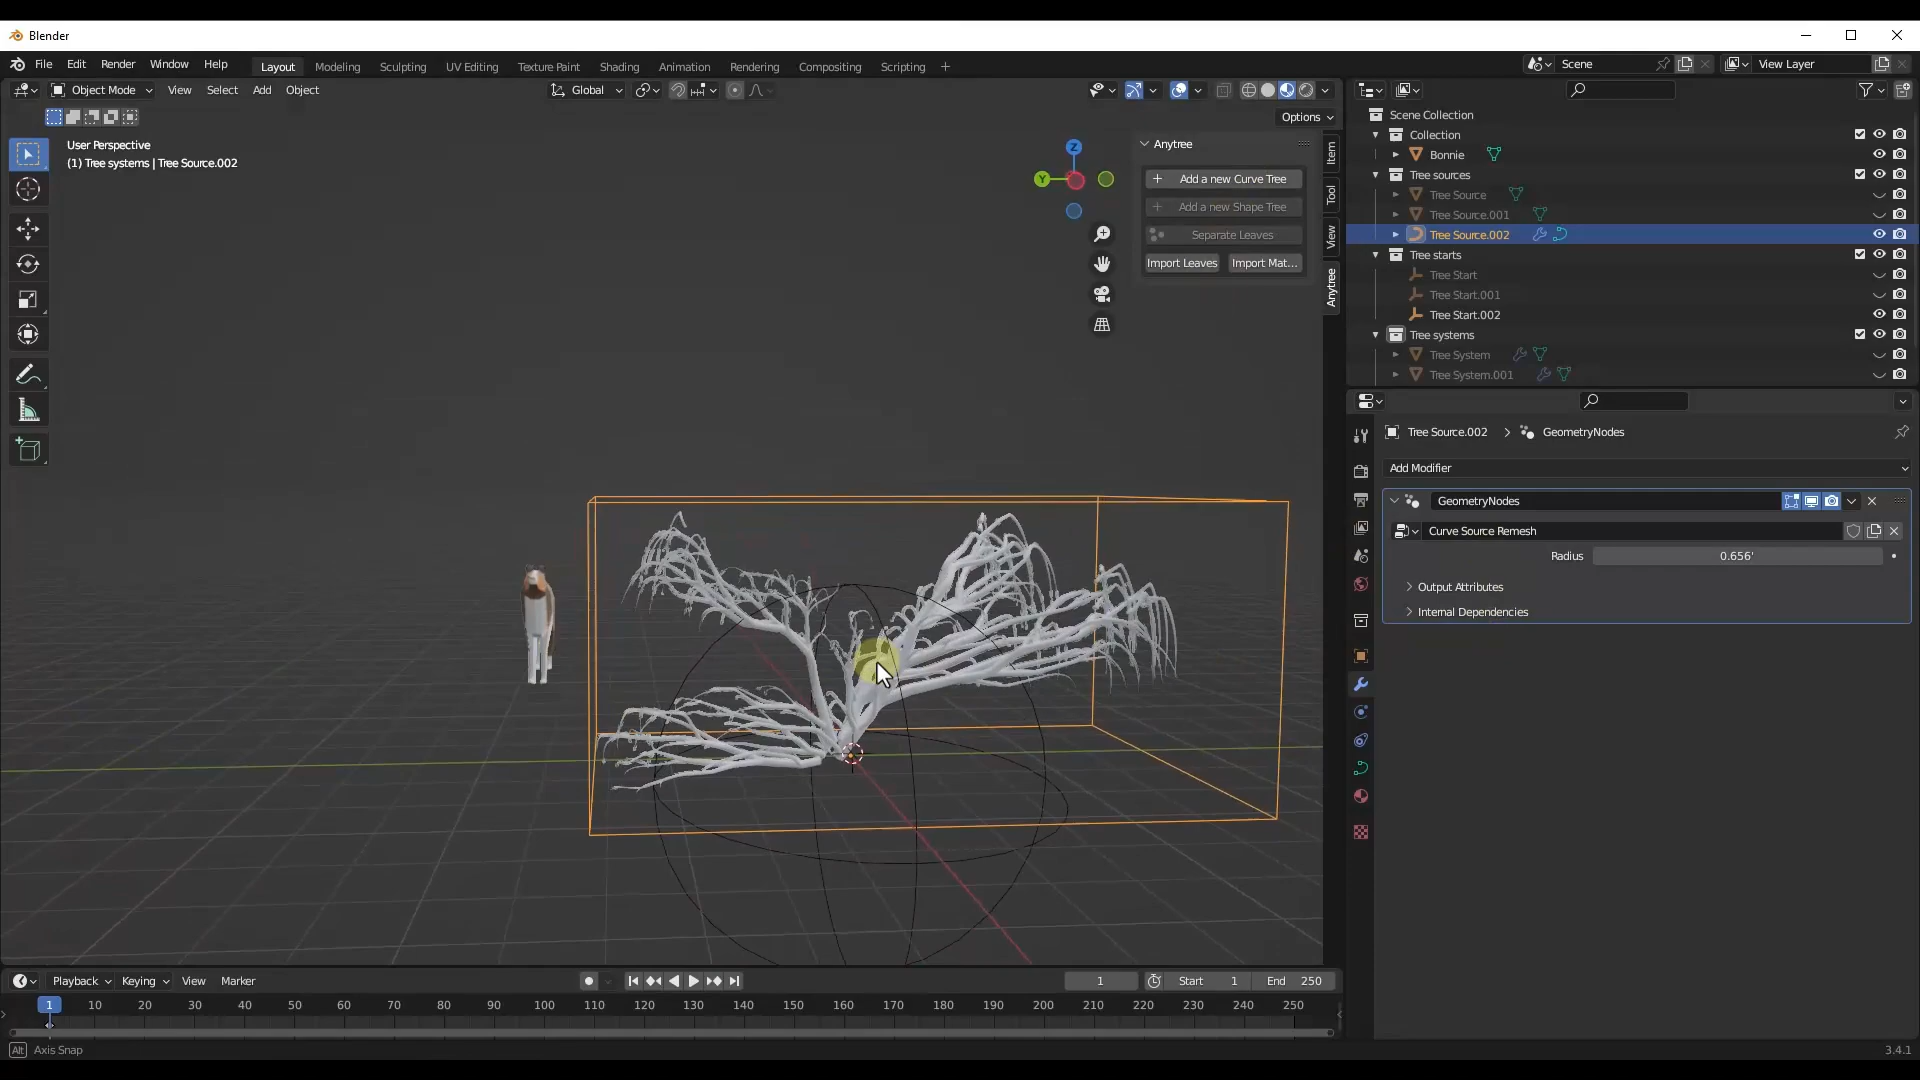 Blender
File Edit Render Window Help
Layout Modeling Sculpting UV Editing Texture Paint Shading Animation Rendering Compositing Scripting +
Scene
View Layer
Object Mode View Select Add Object
Global
Options
User Perspective
(1) Tree systems | Tree Source.002
Z
Y
Anytree
+ Add a new Curve Tree
+ Add a new Shape Tree
Separate Leaves
Import Leaves Import Mat...
Item
Tool
View
Anytree
Scene Collection
Collection
Bonnie
Tree sources
Tree Source
Tree Source.001
Tree Source.002
Tree starts
Tree Start
Tree Start.001
Tree Start.002
Tree systems
Tree System
Tree System.001
Tree Source.002 > GeometryNodes
Add Modifier
GeometryNodes
Curve Source Remesh
Radius 0.656'
Output Attributes
Internal Dependencies
Playback Keying View Marker
1 Start 1 End 250
1 10 20 30 40 50 60 70 80 90 100 110 120 130 140 150 160 170 180 190 200 210 220 230 240 250
Alt Axis Snap
3.4.1